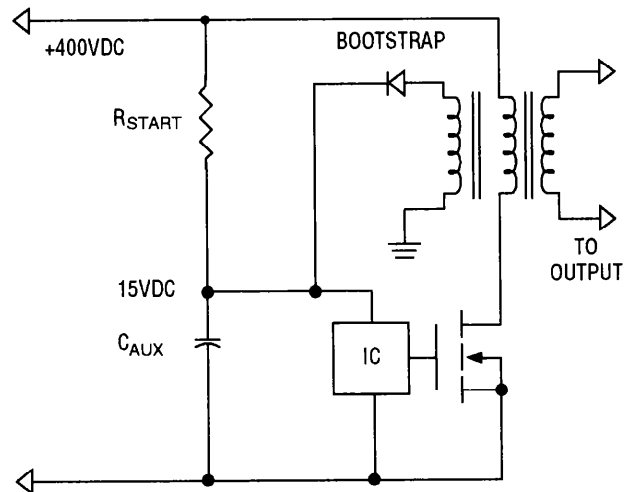 +400VDC
BOOTSTRAP
RSTART
15VDC
CAUX
IC
TO
OUTPUT